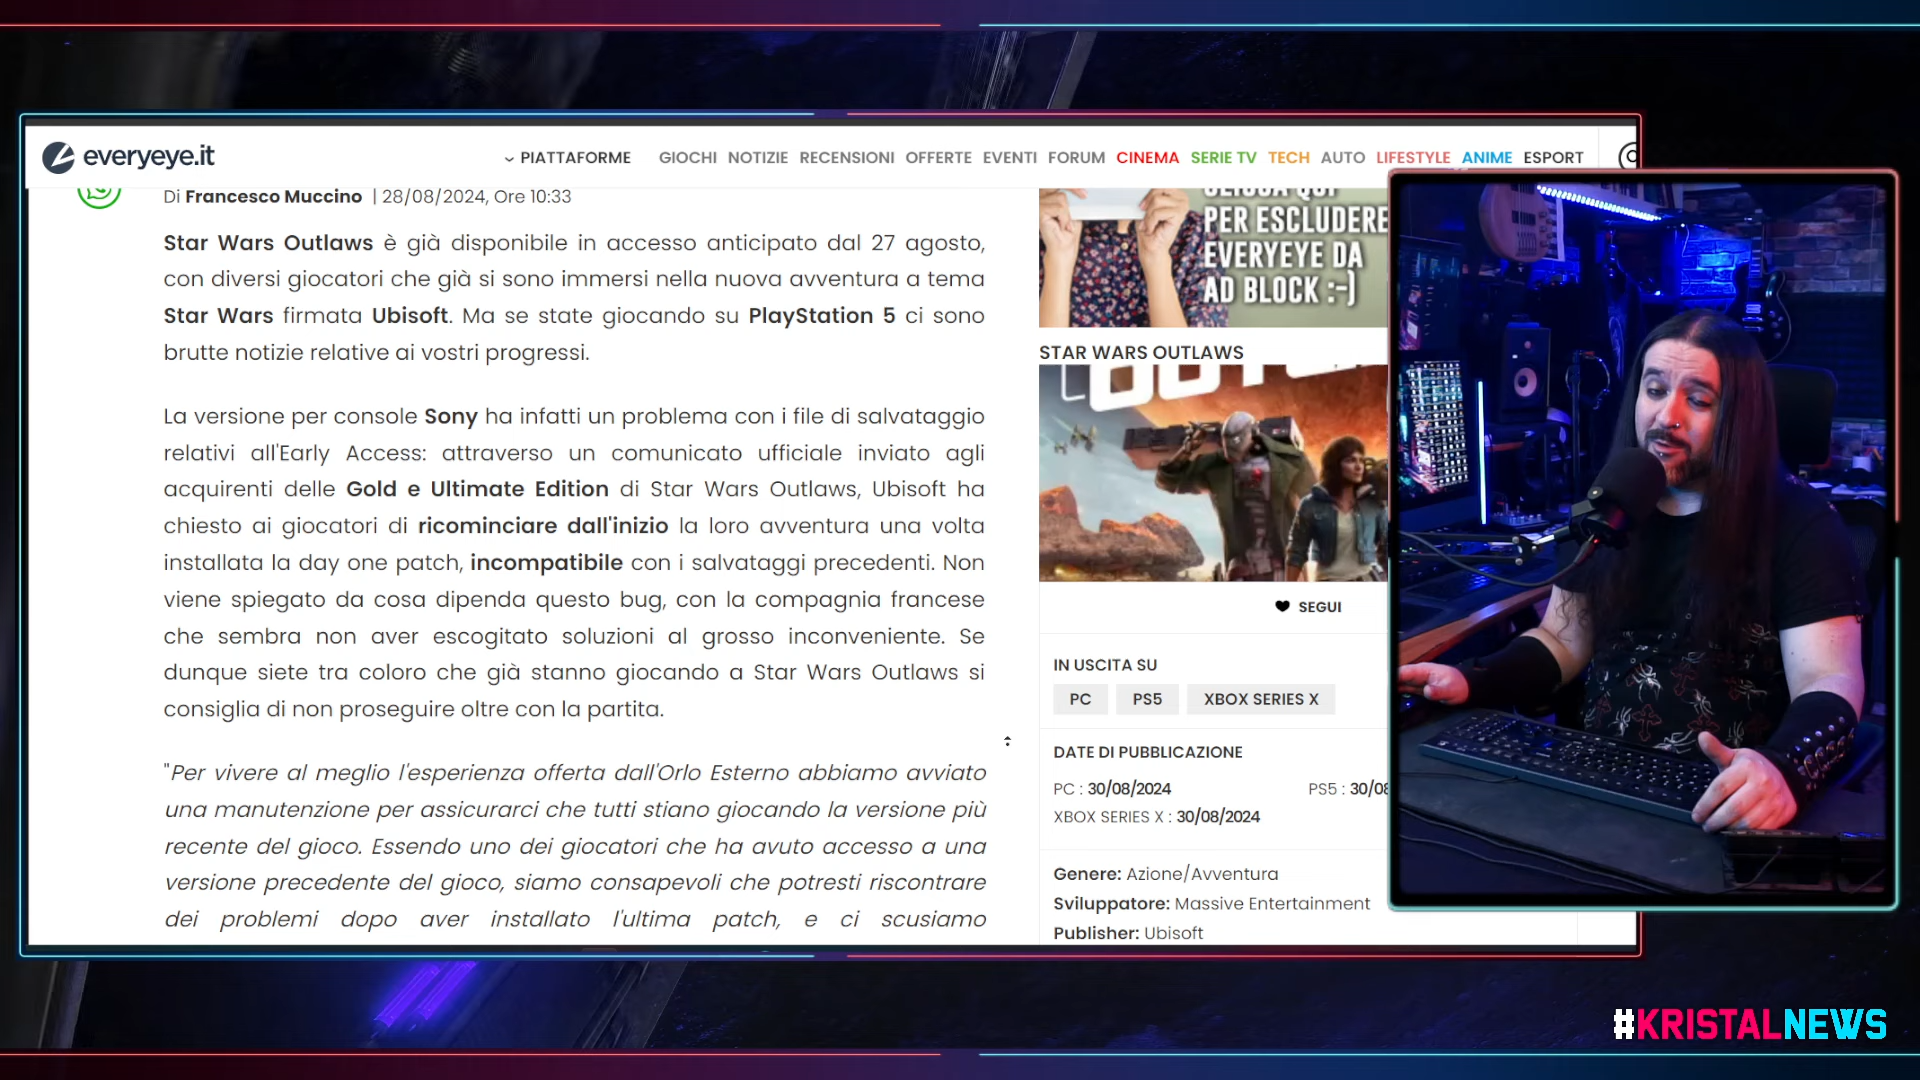 everyeye.it
PIATTAFORME GIOCHI NOTIZIE RECENSIONI OFFERTE EVENTI FORUM CINEMA SERIE TV TECH AUTO LIFESTYLE ANIME ESPORT
Di Francesco Muccino | 28/08/2024, Ore 10:33
Star Wars Outlaws è già disponibile in accesso anticipato dal 27 agosto,
con diversi giocatori che già si sono immersi nella nuova avventura a tema
Star Wars firmata Ubisoft. Ma se state giocando su PlayStation 5 ci sono
brutte notizie relative ai vostri progressi.
La versione per console Sony ha infatti un problema con i file di salvataggio
relativi all'Early Access: attraverso un comunicato ufficiale inviato agli
acquirenti delle Gold e Ultimate Edition di Star Wars Outlaws, Ubisoft ha
chiesto ai giocatori di ricominciare dall'inizio la loro avventura una volta
installata la day one patch, incompatibile con i salvataggi precedenti. Non
viene spiegato da cosa dipenda questo bug, con la compagnia francese
che sembra non aver escogitato soluzioni al grosso inconveniente. Se
dunque siete tra coloro che già stanno giocando a Star Wars Outlaws si
consiglia di non proseguire oltre con la partita.
"Per vivere al meglio l'esperienza offerta dall'Orlo Esterno abbiamo avviato
una manutenzione per assicurarci che tutti stiano giocando la versione più
recente del gioco. Essendo uno dei giocatori che ha avuto accesso a una
versione precedente del gioco, siamo consapevoli che potresti riscontrare
dei problemi dopo aver installato l'ultima patch, e ci scusiamo
CLICCA QUI
PER ESCLUDERE
EVERYEYE DA
AD BLOCK :-)
STAR WARS OUTLAWS
SEGUI
IN USCITA SU
PC PS5 XBOX SERIES X
DATE DI PUBBLICAZIONE
PC : 30/08/2024 PS5 : 30/08
XBOX SERIES X : 30/08/2024
Genere: Azione/Avventura
Sviluppatore: Massive Entertainment
Publisher: Ubisoft
#KRISTALNEWS